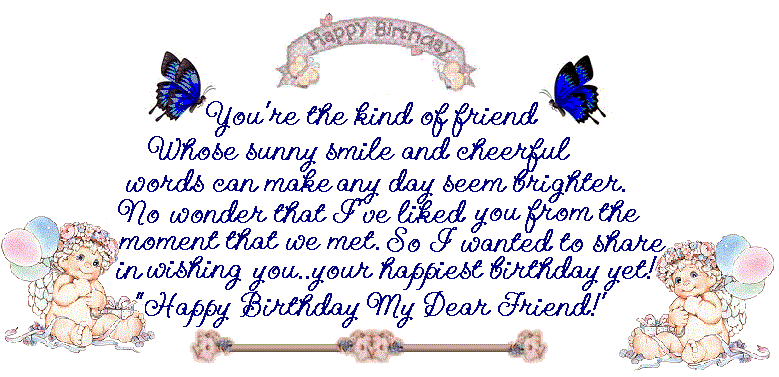 Happy Birthday
You're the kind of friend
Whose sunny smile and cheerful
words can make any day seem brighter.
No wonder that I've liked you from the
moment that we met. So I wanted to share
in wishing you..your happiest birthday yet!
"Happy Birthday My Dear Friend!'